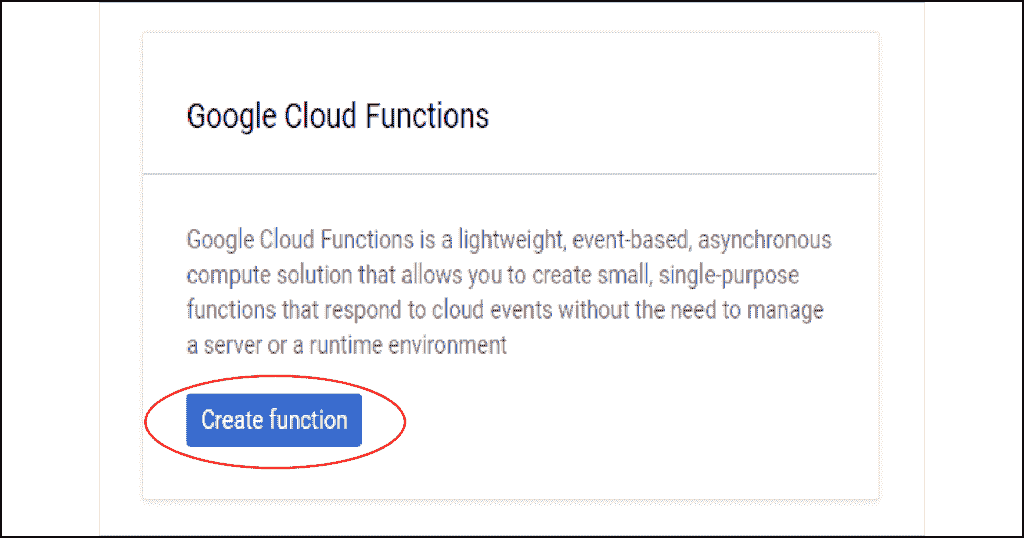 Google Cloud Functions
Google Cloud Functions is a lightweight, event-based, asynchronous
compute solution that allows you to create small, single-purpose
functions that respond to cloud events without the need to manage
a server or a runtime environment
Create function